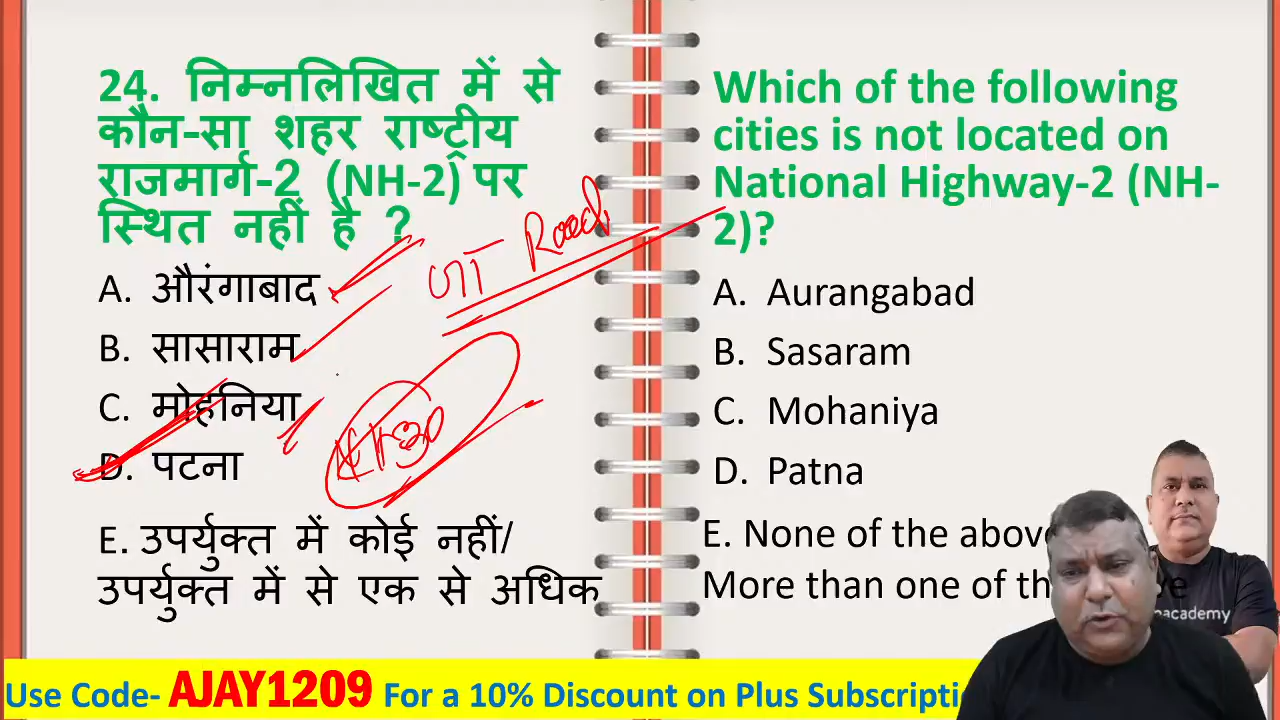 24. निम्नलिखित में से
कौन-सा शहर राष्ट्रीय
राजमार्ग-2 (NH-2) पर
स्थित नहीं है ?
A. औरंगाबाद
B. सासाराम
C. मोहनिया
D. पटना
E. उपर्युक्त में कोई नहीं/
उपर्युक्त में से एक से अधिक
GT Road
30
Which of the following
cities is not located on
National Highway-2 (NH-
2)?
A. Aurangabad
B. Sasaram
C. Mohaniya
D. Patna
E. None of the above
More than one of th
academy
Use Code- AJAY1209 For a 10% Discount on Plus Subscripti